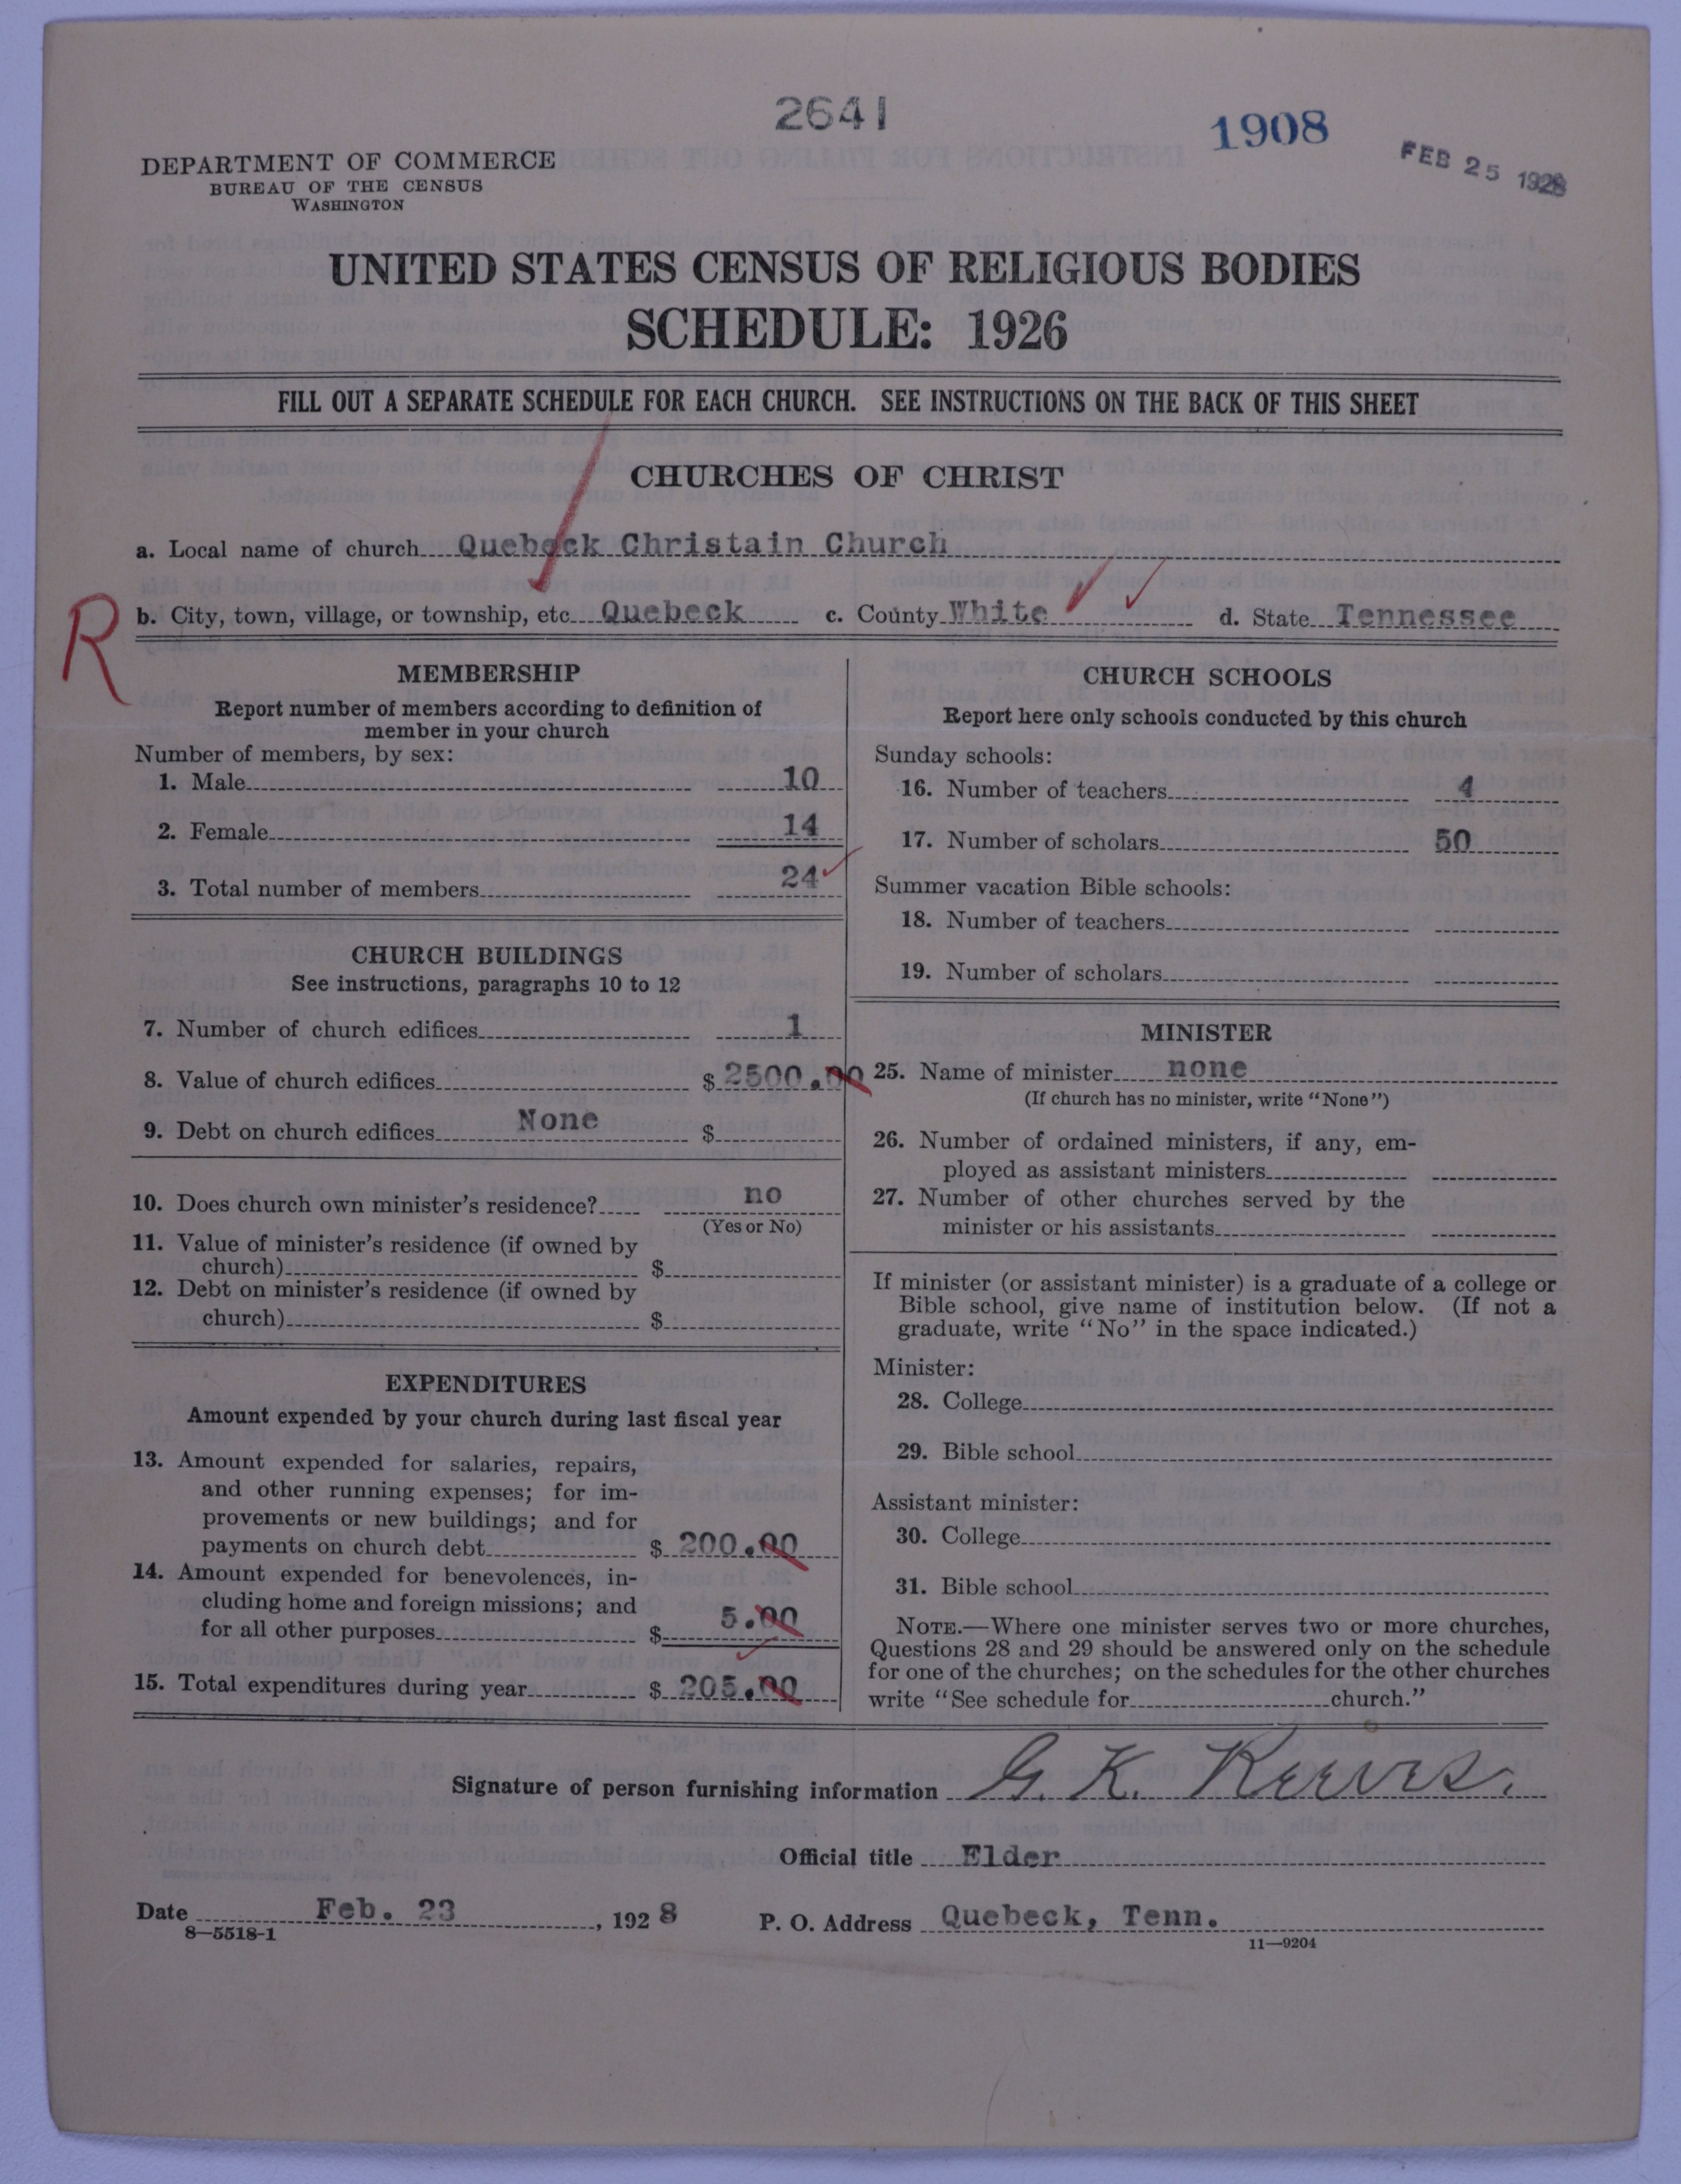 2641
1908
FEB 25 1928
DEPARTMENT OF COMMERCE
BUREAU OF THE CENSUS
WASHINGTON
UNITED STATES CENSUS OF RELIGIOUS BODIES
SCHEDULE: 1926
FILL OUT A SEPARATE SCHEDULE FOR EACH CHURCH. SEE INSTRUCTIONS ON THE BACK OF THIS SHEET
CHURCHES OF CHRIST
a. Local name of church Quebeck Christain Church
R
b. City, town, village, or township, etc. Quebeck c. County White d. State Tennessee
MEMBERSHIP
Report number of members according to definition of
member in your church
Number of members, by sex:
1. Male 10
2. Female 14
3. Total number of members 24
CHURCH BUILDINGS
See instructions, paragraphs 10 to 12
7. Number of church edifices 1
8. Value of church edifices $ 2500.00
9. Debt on church edifices None $
10. Does church own minister's residence? no
(Yes or No)
11. Value of minister's residence (if owned by
church) $
12. Debt on minister's residence (if owned by
church) $
EXPENDITURES
Amount expended by your church during last fiscal year
13. Amount expended for salaries, repairs,
and other running expenses; for im-
provements or new buildings; and for
payments on church debt $ 200.00
14. Amount expended for benevolences, in-
cluding home and foreign missions; and
for all other purposes $ 5.00
15. Total expenditures during year $ 205.00
CHURCH SCHOOLS
Report here only schools conducted by this church
Sunday schools:
16. Number of teachers 4
17. Number of scholars 50
Summer vacation Bible schools:
18. Number of teachers
19. Number of scholars
MINISTER
25. Name of minister none
(If church has no minister, write "None")
26. Number of ordained ministers, if any, em-
ployed as assistant ministers
27. Number of other churches served by the
minister or his assistants
If minister (or assistant minister) is a graduate of a college or
Bible school, give name of institution below. (If not a
graduate, write "No" in the space indicated.)
Minister:
28. College
29. Bible school
Assistant minister:
30. College
31. Bible school
NOTE.—Where one minister serves two or more churches,
Questions 28 and 29 should be answered only on the schedule
for one of the churches; on the schedules for the other churches
write "See schedule for church."
Signature of person furnishing information G. K. Reeves.
Official title Elder
Date Feb. 23, 1928 P. O. Address Quebeck, Tenn.
8—5518-1
11—9204